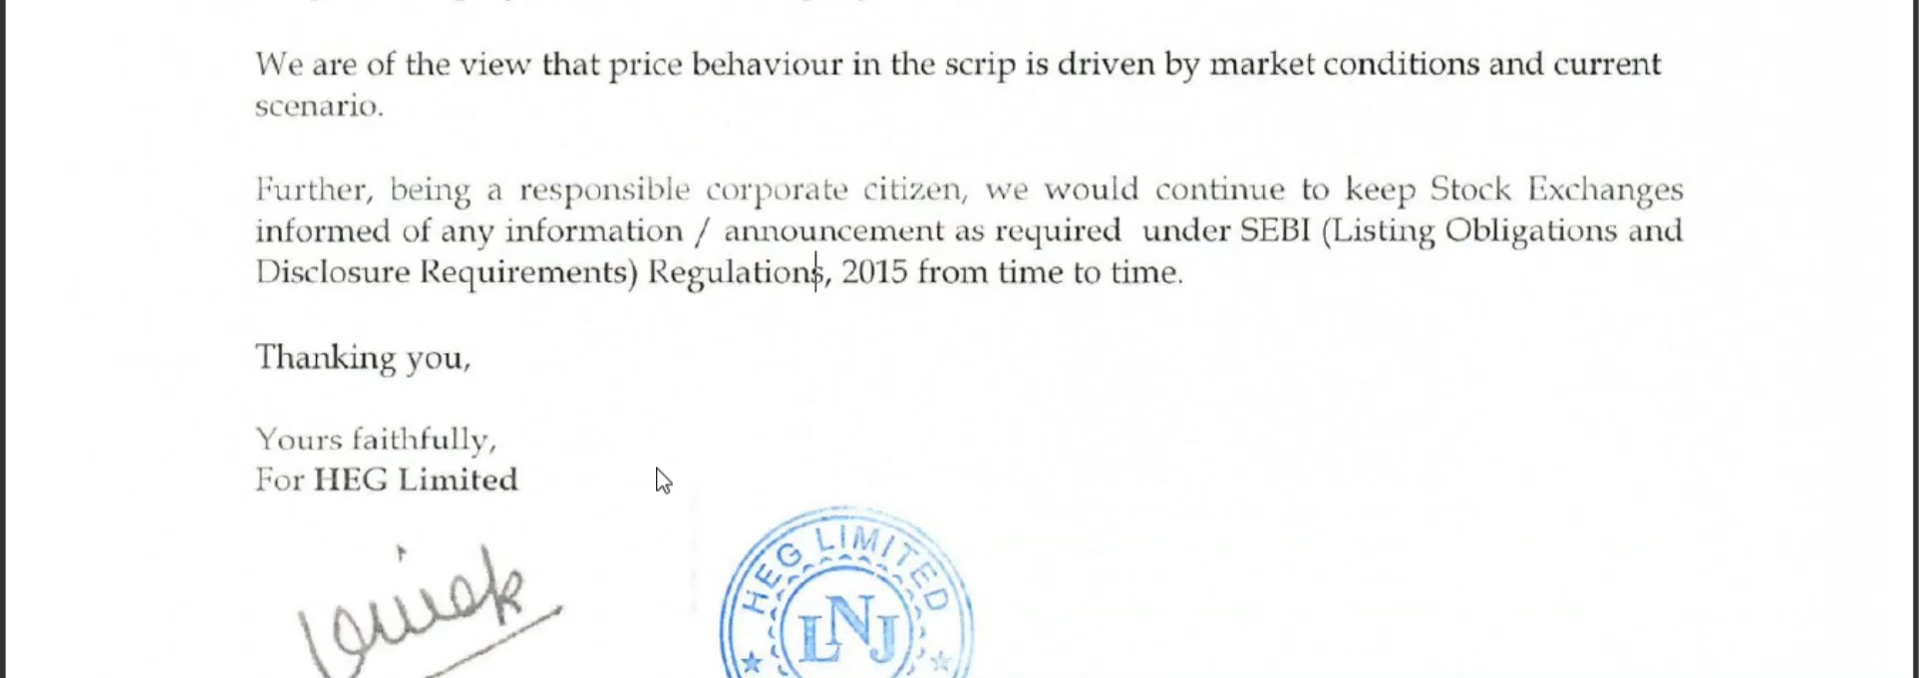 We are of the view that price behaviour in the scrip is driven by market conditions and current
scenario.
Further, being a responsible corporate citizen, we would continue to keep Stock Exchanges
informed of any information / announcement as required under SEBI (Listing Obligations and
Disclosure Requirements) Regulations, 2015 from time to time.
Thanking you,
Yours faithfully,
For HEG Limited
HEG LIMITED
LNJ